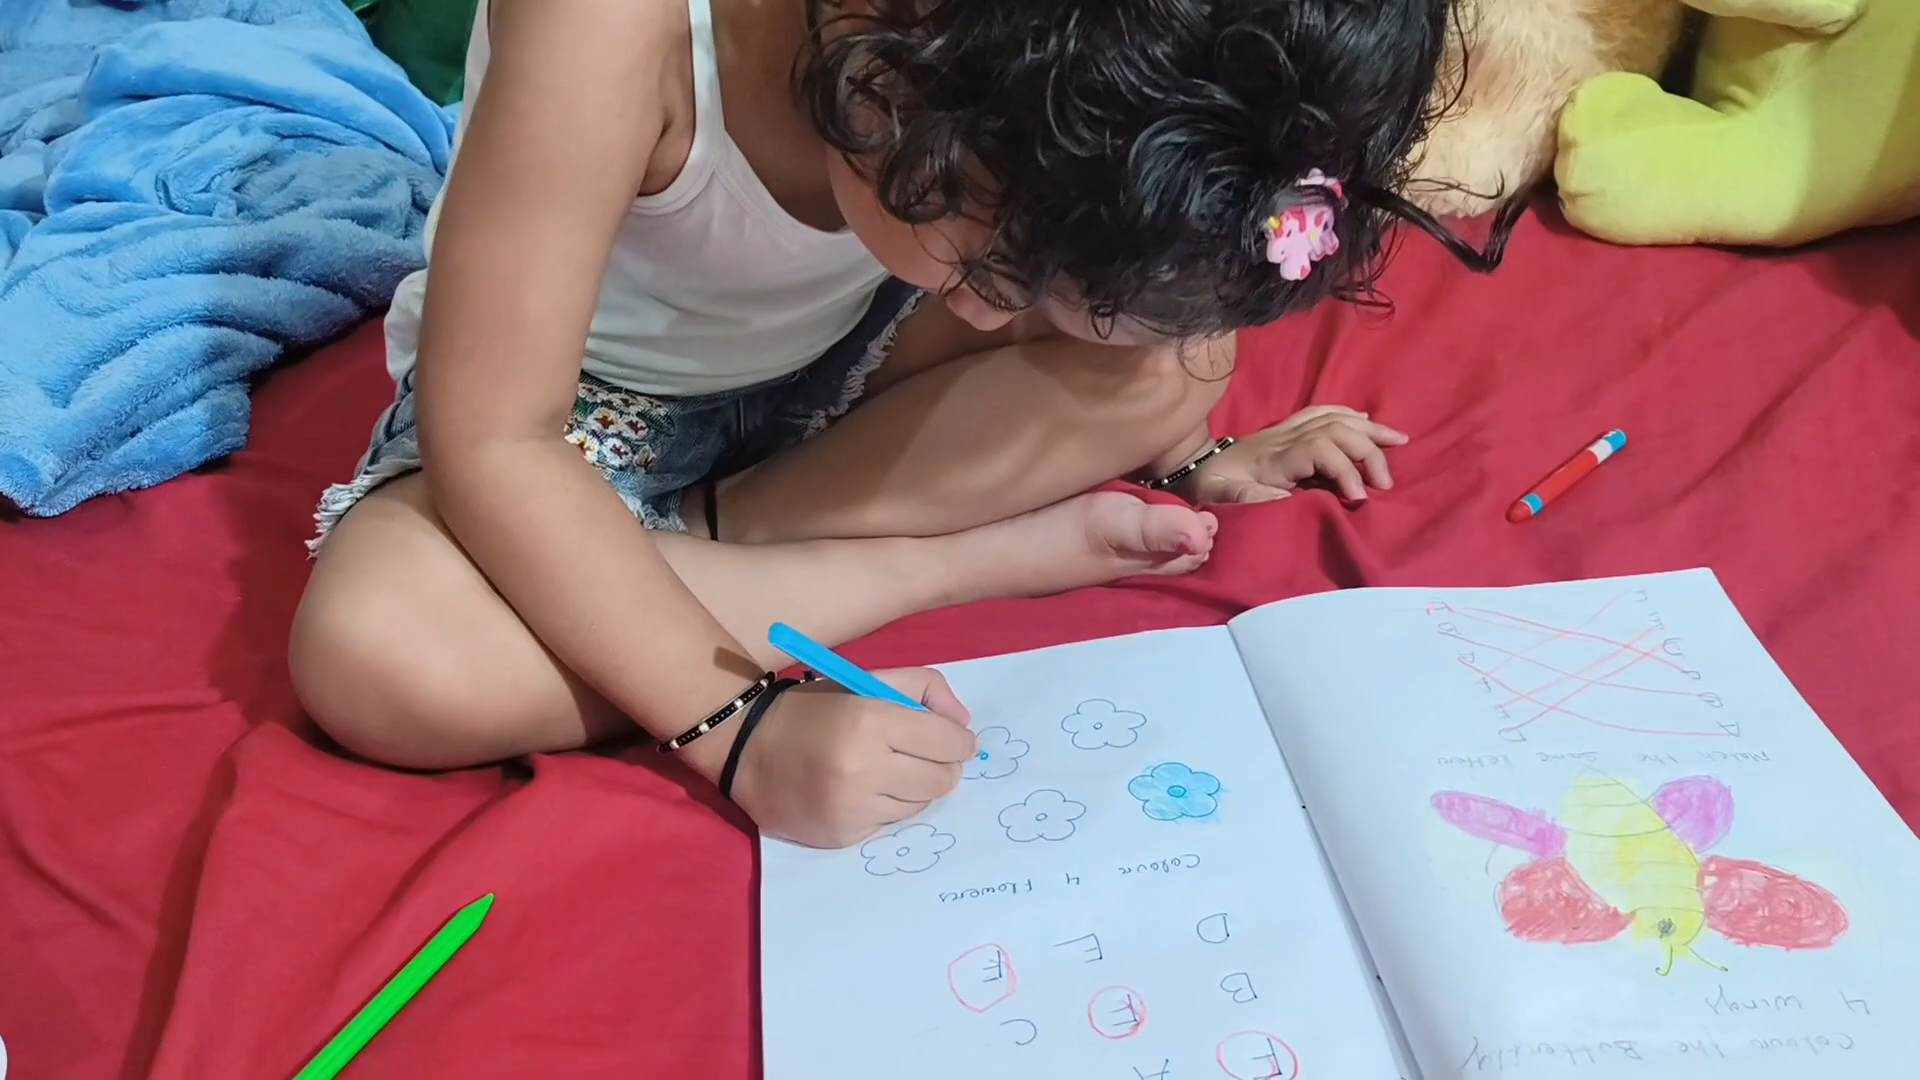 Colour the Butterfly
4 wings
Match the same letters
A D
B E
C F
D A
E B
F C
F A
B F C
D E F
Colour 4 Flowers